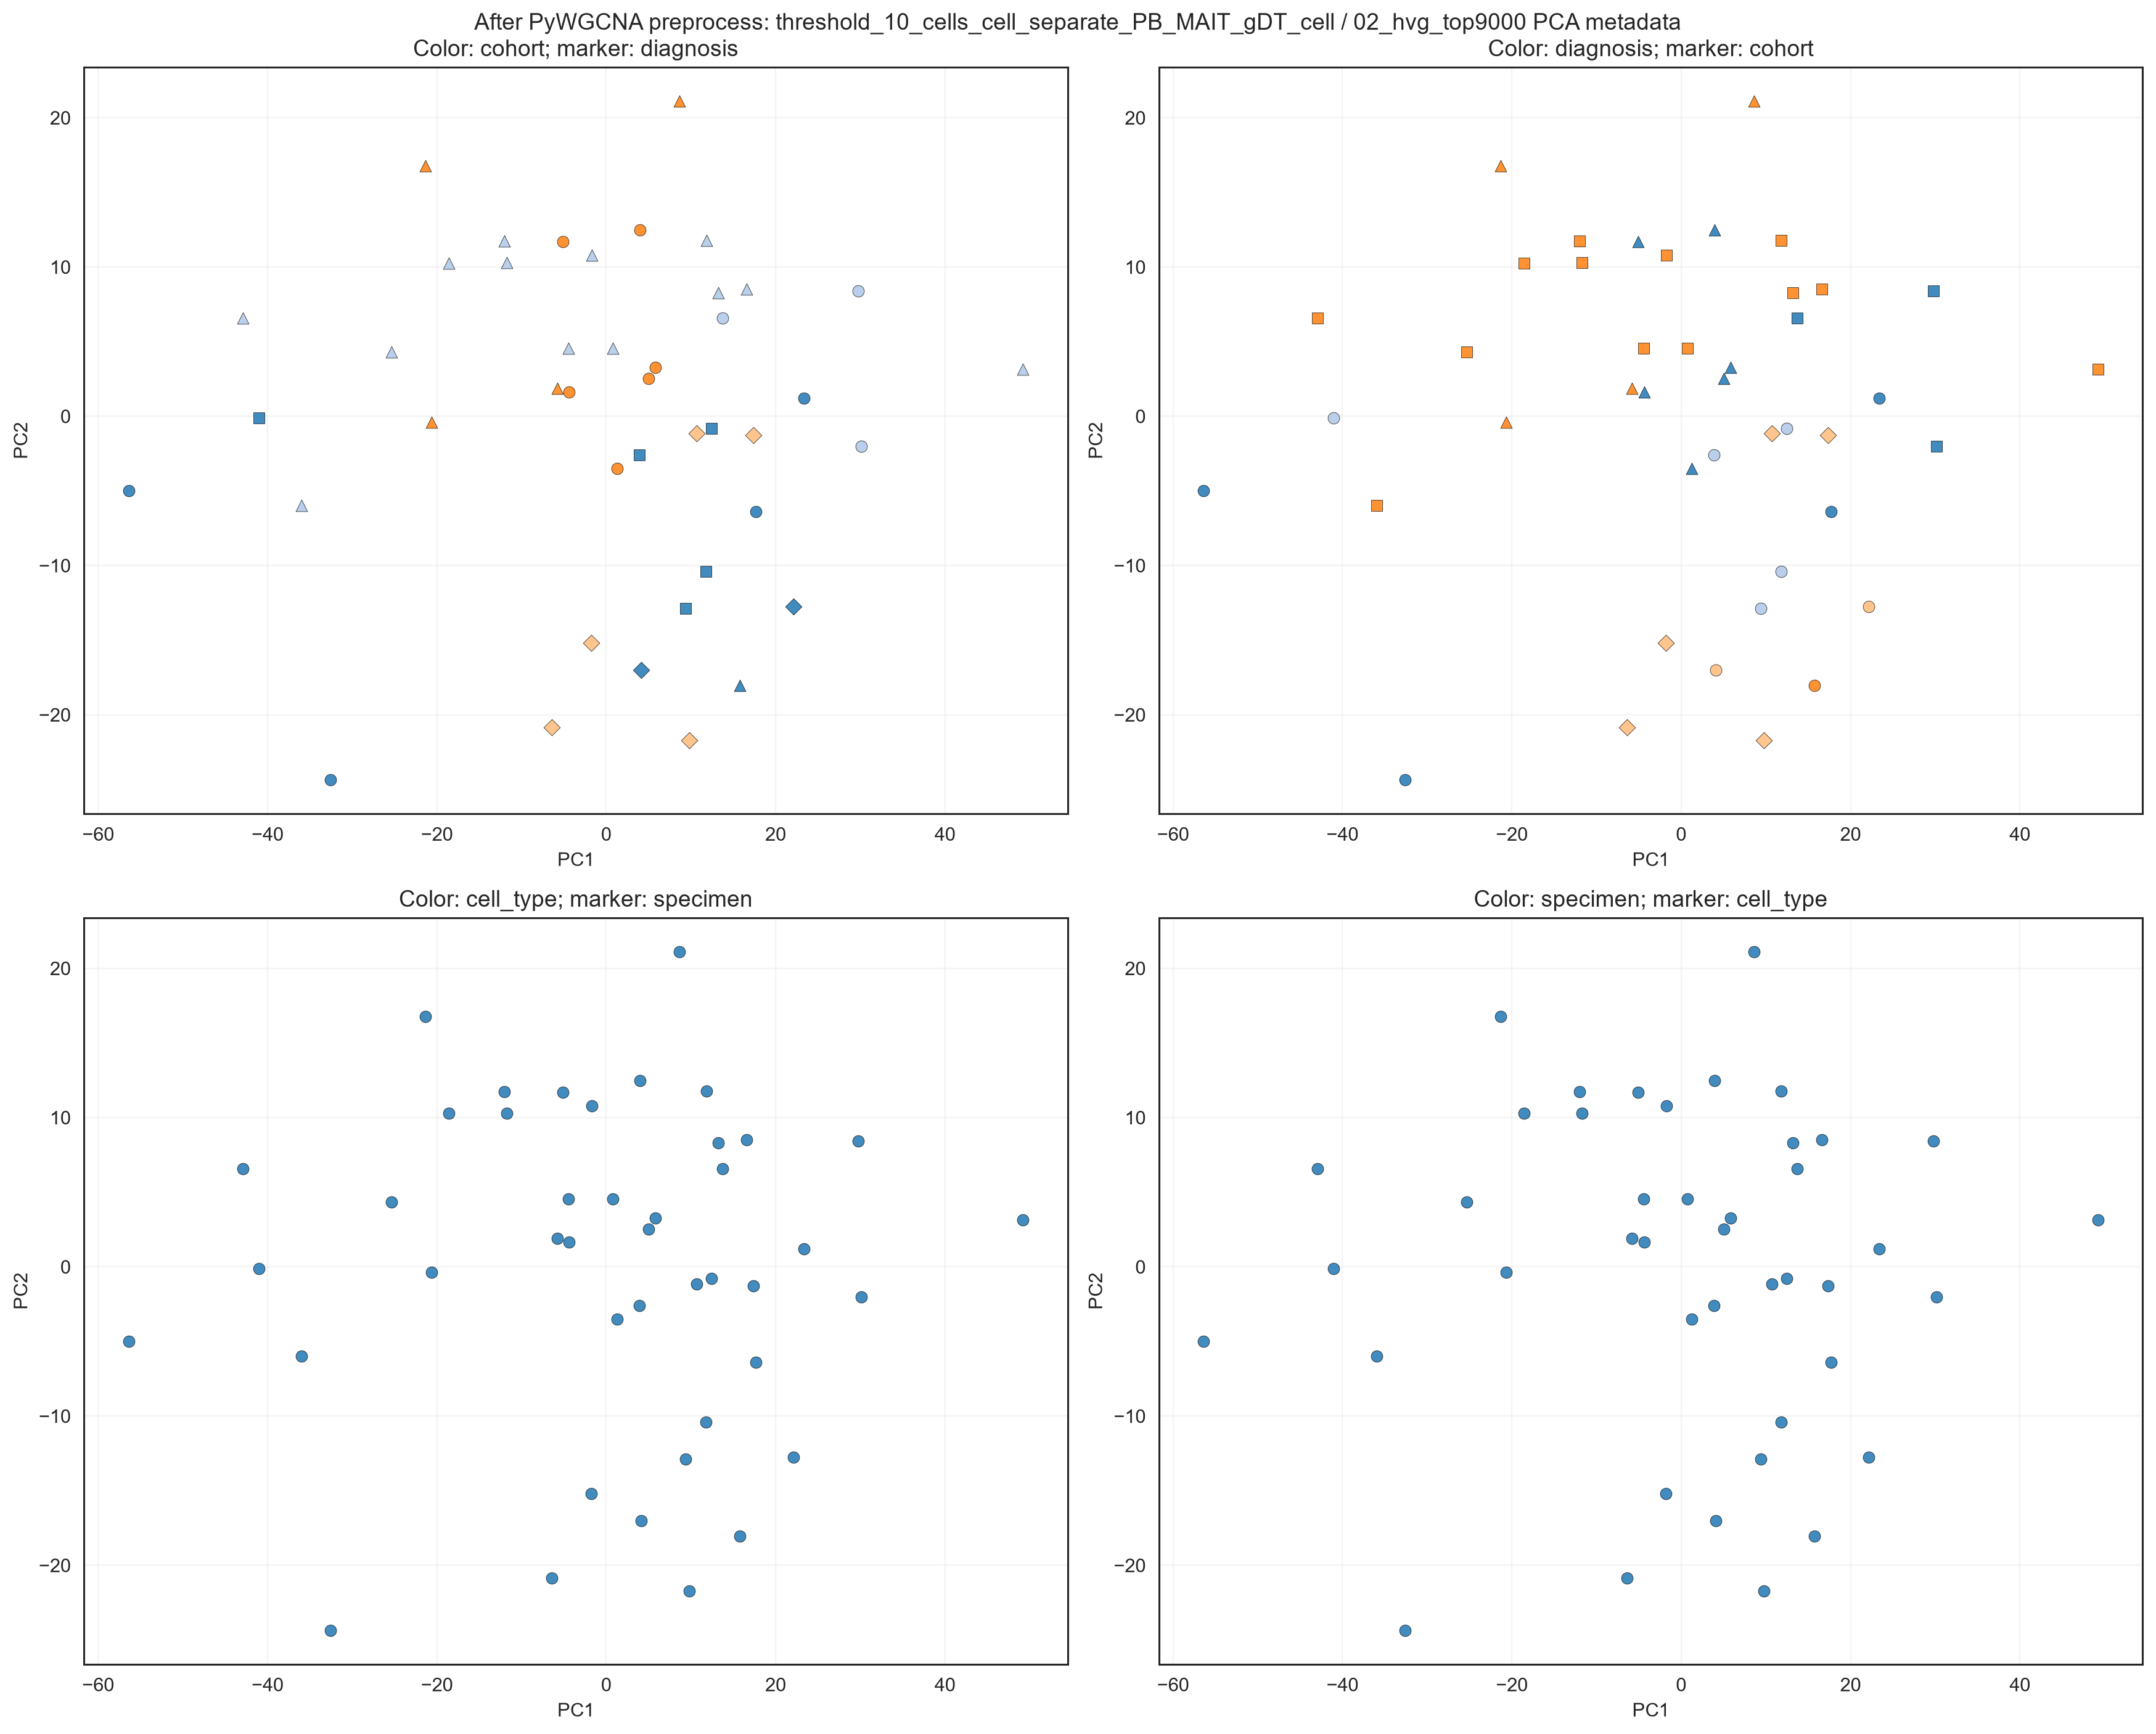 After PyWGCNA preprocess: threshold_10_cells_cell_separate_PB_MAIT_gDT_cell / 02_hvg_top9000 PCA metadata
Color: cohort; marker: diagnosis
20
10
0
−10
−20
PC2
−60 −40 −20 0 20 40
PC1
Color: diagnosis; marker: cohort
20
10
0
−10
−20
PC2
−60 −40 −20 0 20 40
PC1
Color: cell_type; marker: specimen
20
10
0
−10
−20
PC2
−60 −40 −20 0 20 40
PC1
Color: specimen; marker: cell_type
20
10
0
−10
−20
PC2
−60 −40 −20 0 20 40
PC1